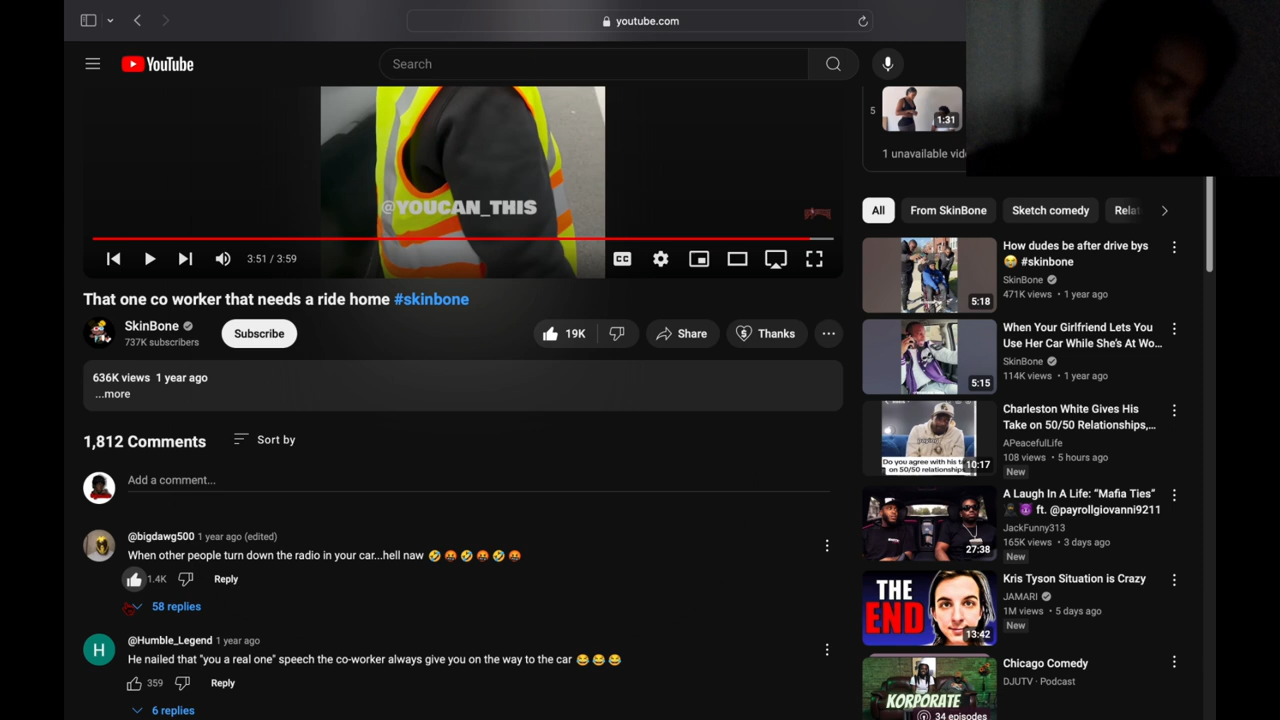 youtube.com
YouTube
Search
@YOUCAN_THIS
3:51 / 3:59
CC
That one co worker that needs a ride home #skinbone
SkinBone
737K subscribers
Subscribe
19K
Share
Thanks
636K views 1 year ago
...more
1,812 Comments
Sort by
Add a comment...
@bigdawg500 1 year ago (edited)
When other people turn down the radio in your car...hell naw 🤣🤬🤣🤬🤣🤬
1.4K
Reply
58 replies
H
@Humble_Legend 1 year ago
He nailed that "you a real one" speech the co-worker always give you on the way to the car 😂😂😂
359
Reply
6 replies
5
1:31
1 unavailable vid
All
From SkinBone
Sketch comedy
Relat
How dudes be after drive bys
😭 #skinbone
SkinBone
471K views • 1 year ago
5:18
When Your Girlfriend Lets You
Use Her Car While She's At Wo...
SkinBone
114K views • 1 year ago
5:15
Charleston White Gives His
Take on 50/50 Relationships,...
APeacefulLife
108 views • 5 hours ago
New
paying
Do you agree with his ta
on 50/50 relationships
10:17
A Laugh In A Life: “Mafia Ties”
🥷🏿😈 ft. @payrollgiovanni9211
JackFunny313
165K views • 3 days ago
New
27:38
Kris Tyson Situation is Crazy
JAMARI
1M views • 5 days ago
New
THE
END
13:42
Chicago Comedy
DJUTV • Podcast
KORPORATE
34 episodes